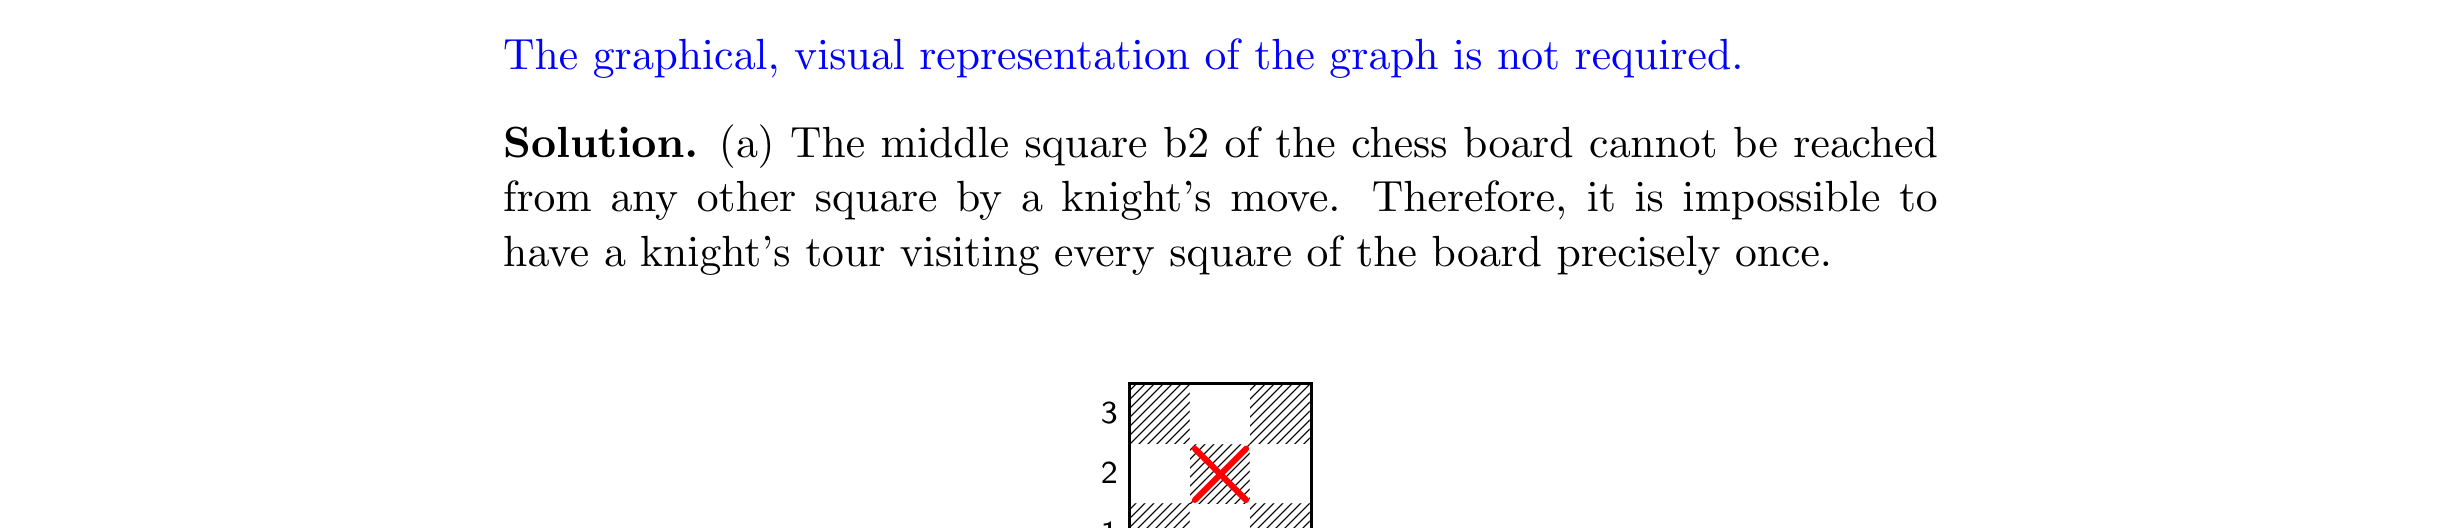 The graphical, visual representation of the graph is not required.
Solution. (a) The middle square b2 of the chess board cannot be reached
from any other square by a knight's move. Therefore, it is impossible to
have a knight's tour visiting every square of the board precisely once.
3
2
1